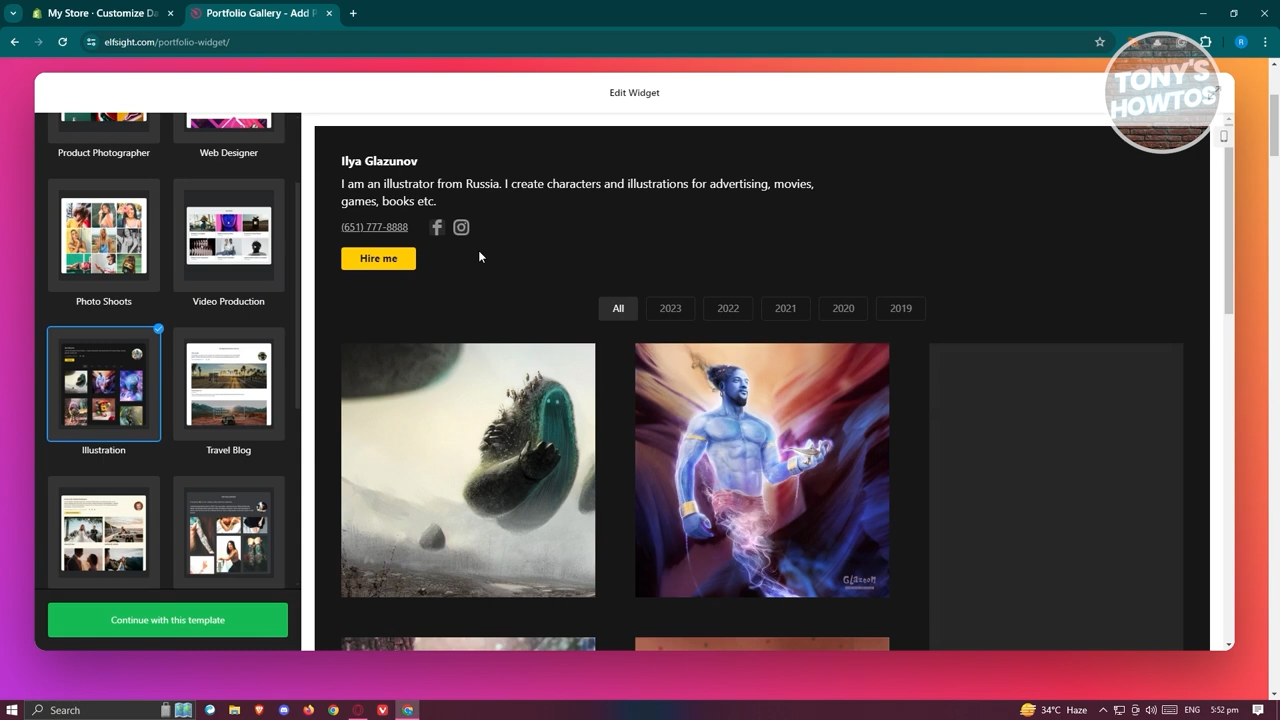 My Store · Customize Da
Portfolio Gallery - Add P
elfsight.com/portfolio-widget/
R
TONY'S
HOWTOS
Edit Widget
Product Photographer
Web Designer
Photo Shoots
Video Production
Illustration
Travel Blog
Continue with this template
Ilya Glazunov
I am an illustrator from Russia. I create characters and illustrations for advertising, movies,
games, books etc.
(651) 777-8888
Hire me
All
2023
2022
2021
2020
2019
Search
34°C Haze
ENG
5:52 pm